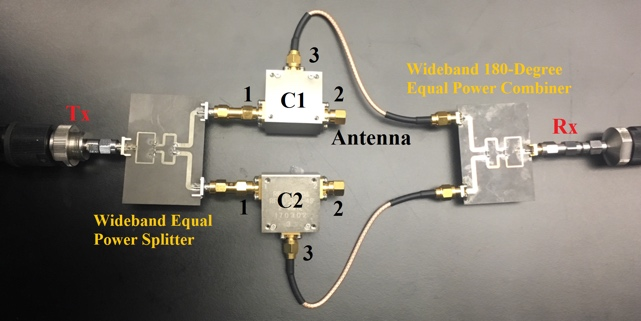 3
Wideband 180-Degree
Equal Power Combiner
Tx
1
C1
2
Rx
Antenna
C2
1
2
Wideband Equal
Power Splitter
3